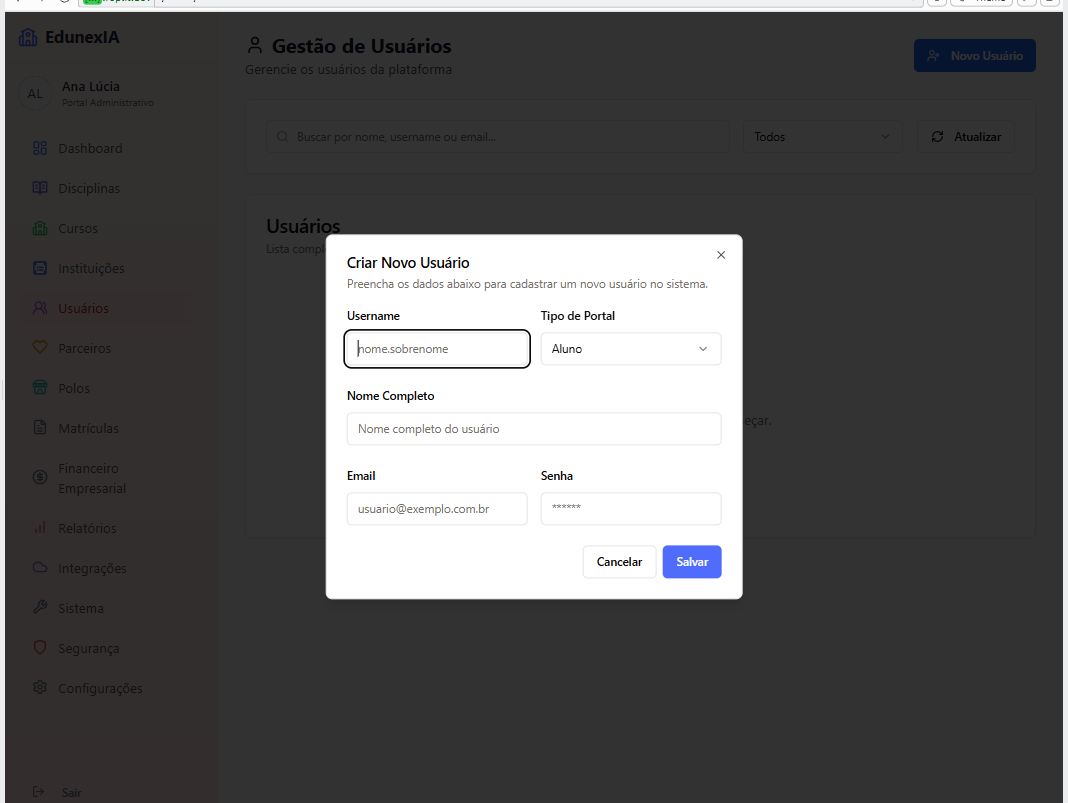 EdunexIA
AL
Ana Lúcia
Portal Administrativo
Dashboard
Disciplinas
Cursos
Instituições
Usuários
Parceiros
Polos
Matrículas
Financeiro
Empresarial
Relatórios
Integrações
Sistema
Segurança
Configurações
Sair
Gestão de Usuários
Gerencie os usuários da plataforma
Novo Usuário
Buscar por nome, username ou email...
Todos
Atualizar
Usuários
Lista compl
eçar.
Criar Novo Usuário
Preencha os dados abaixo para cadastrar um novo usuário no sistema.
Username
Tipo de Portal
nome.sobrenome
Aluno
Nome Completo
Nome completo do usuário
Email
Senha
usuario@exemplo.com.br
******
Cancelar
Salvar